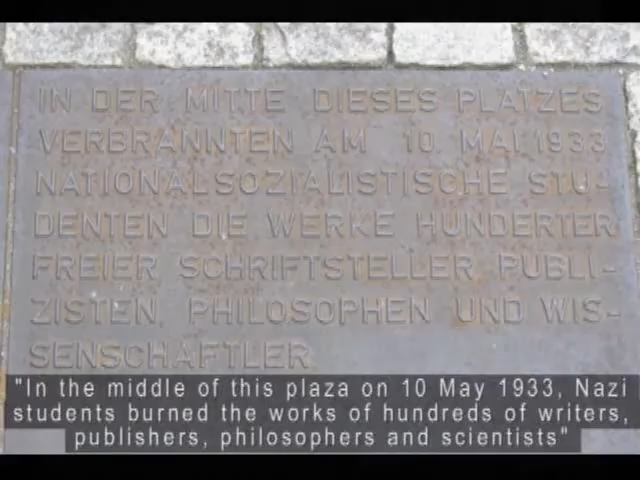 IN DER MITTE DIESES PLATZES
VERBRANNTEN AM 10. MAI 1933
NATIONALSOZIALISTISCHE STU-
DENTEN DIE WERKE HUNDERTER
FREIER SCHRIFTSTELLER, PUBLI-
ZISTEN, PHILOSOPHEN UND WIS-
SENSCHAFTLER
"In the middle of this plaza on 10 May 1933, Nazi
students burned the works of hundreds of writers,
publishers, philosophers and scientists"